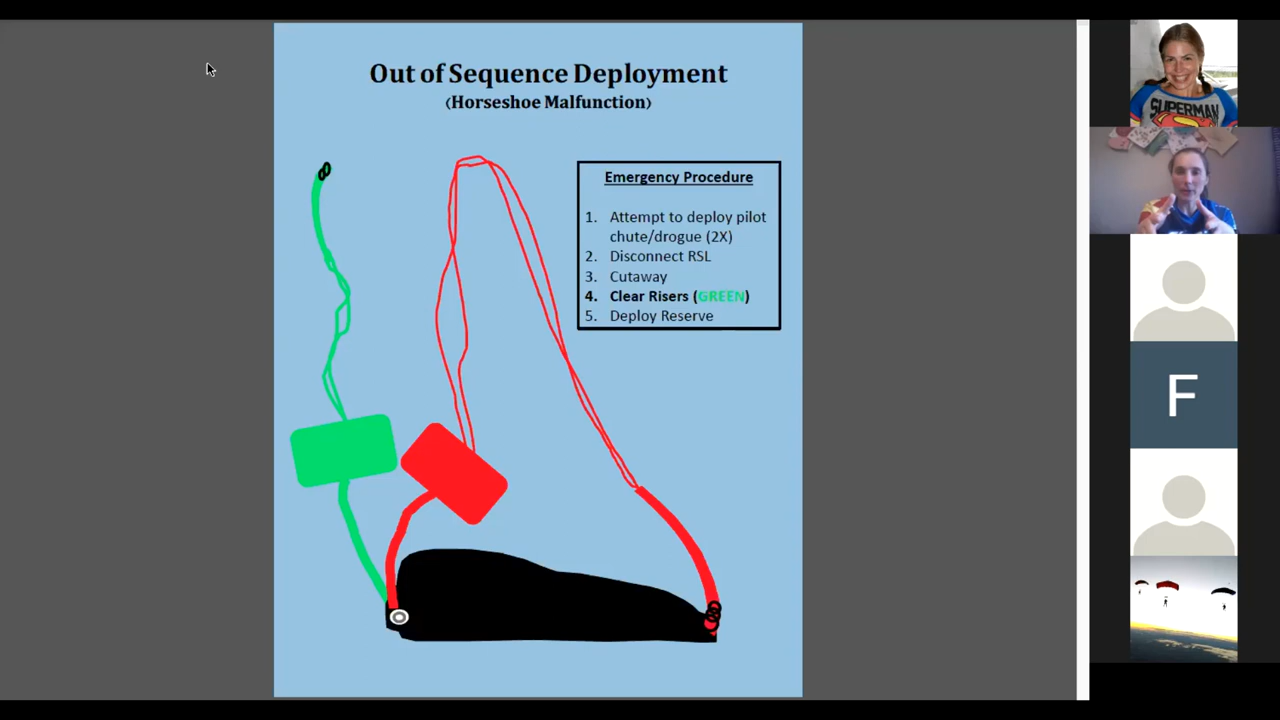 Out of Sequence Deployment
(Horseshoe Malfunction)
Emergency Procedure
1. Attempt to deploy pilot
chute/drogue (2X)
2. Disconnect RSL
3. Cutaway
4. Clear Risers (GREEN)
5. Deploy Reserve
SUPERMAN
F